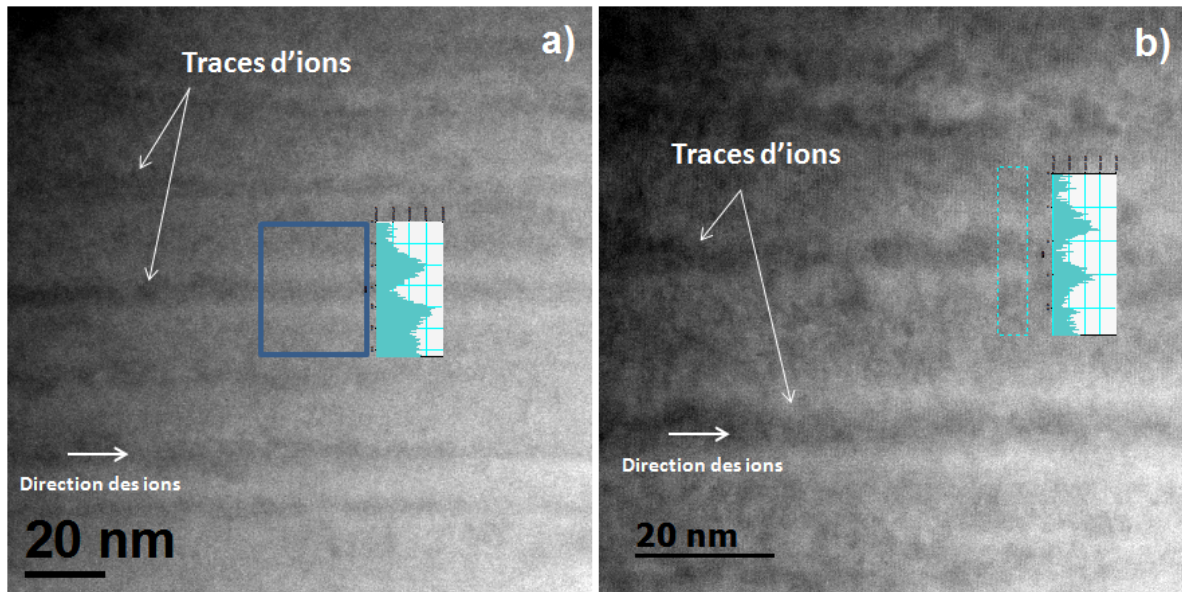 a)
Traces d'ions
Direction des ions
20 nm
b)
Traces d'ions
Direction des ions
20 nm